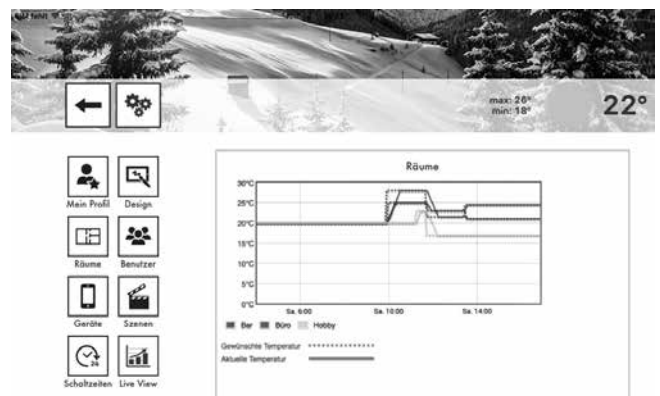 max: 26°
min: 18°
22°
Mein Profil
Design
Räume
Benutzer
Geräte
Szenen
24
Schaltzeiten
Live View
Räume
30°C
25°C
20°C
15°C
10°C
5°C
0°C
Sa. 6:00
Sa. 10:00
Sa. 14:00
Bar
Büro
Hobby
Gewünschte Temperatur
Aktuelle Temperatur